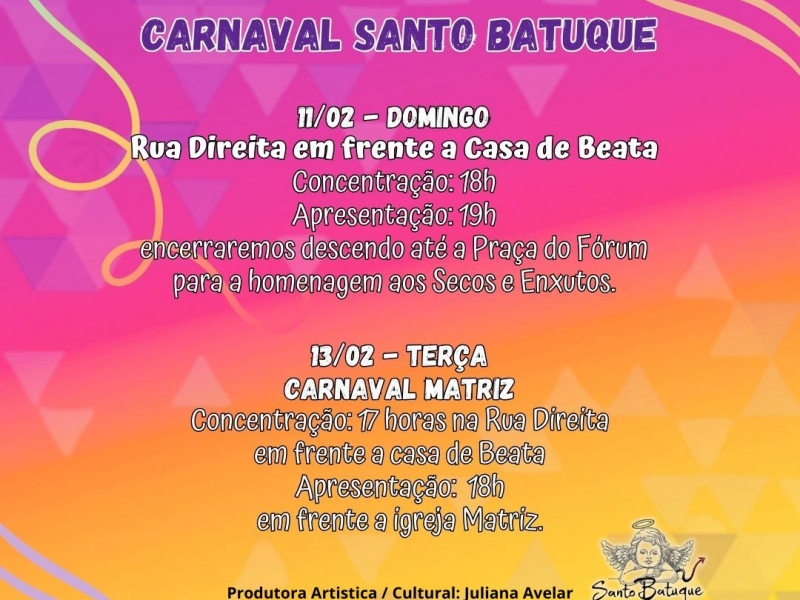 CARNAVAL SANTO BATUQUE
11/02 - DOMINGO
Rua Direita em frente a Casa de Beata
Concentração: 18h
Apresentação: 19h
encerraremos descendo até a Praça do Fórum
para a homenagem aos Secos e Enxutos.
13/02 - TERÇA
CARNAVAL MATRIZ
Concentração: 17 horas na Rua Direita
em frente a casa de Beata
Apresentação: 18h
em frente a igreja Matriz.
Produtora Artistica / Cultural: Juliana Avelar
Santo Batuque